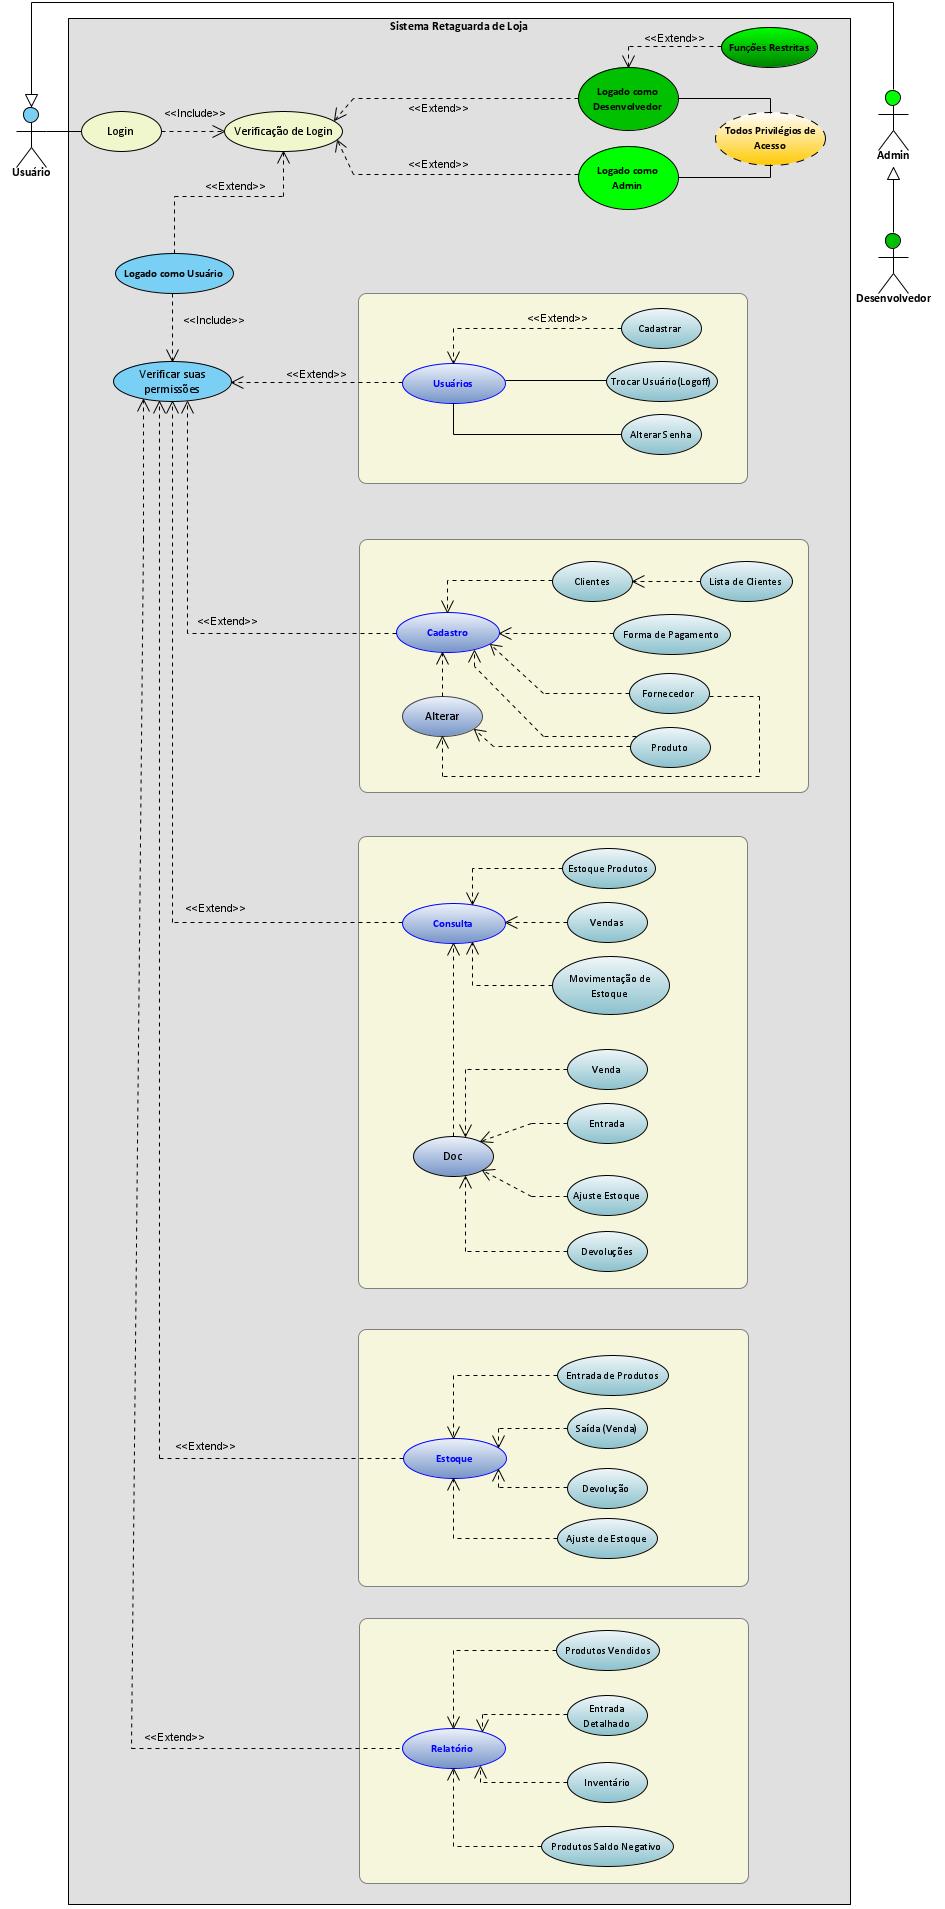 Sistema Retaguarda de Loja
<<Extend>>
Funções Restritas
Logado como
Desenvolvedor
<<Extend>>
<<Include>>
Login
Verificação de Login
Todos Privilégios de
Acesso
Usuário
Admin
<<Extend>>
Logado como
Admin
<<Extend>>
Logado como Usuário
Desenvolvedor
<<Include>>
<<Extend>>
Cadastrar
Verificar suas
permissões
<<Extend>>
Usuários
Trocar Usuário(Logoff)
Alterar Senha
Clientes
Lista de Clientes
<<Extend>>
Cadastro
Forma de Pagamento
Fornecedor
Alterar
Produto
Estoque Produtos
<<Extend>>
Consulta
Vendas
Movimentação de
Estoque
Venda
Entrada
Doc
Ajuste Estoque
Devoluções
Entrada de Produtos
Saída (Venda)
<<Extend>>
Estoque
Devolução
Ajuste de Estoque
Produtos Vendidos
Entrada
Detalhado
<<Extend>>
Relatório
Inventário
Produtos Saldo Negativo